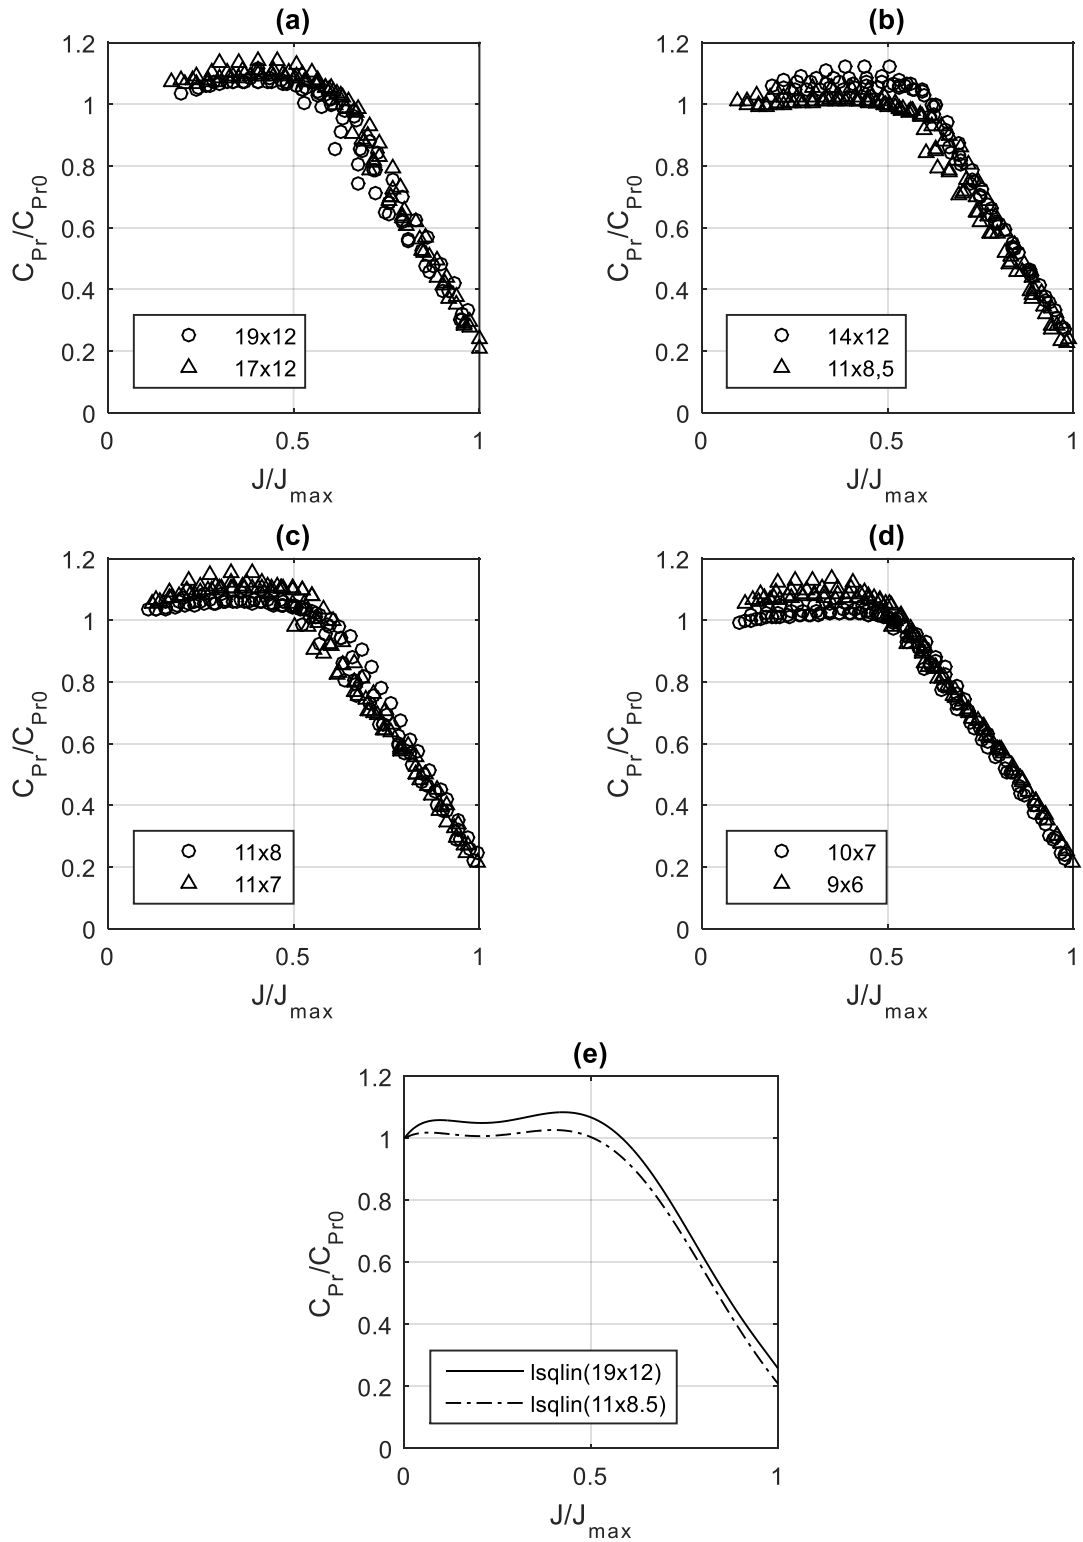 (a)
1.2
1
0.8
0.6
0.4
0.2
0
C_Pr/C_Pr0
19x12
17x12
0 0.5 1
J/J_max
(b)
1.2
1
0.8
0.6
0.4
0.2
0
C_Pr/C_Pr0
14x12
11x8,5
0 0.5 1
J/J_max
(c)
1.2
1
0.8
0.6
0.4
0.2
0
C_Pr/C_Pr0
11x8
11x7
0 0.5 1
J/J_max
(d)
1.2
1
0.8
0.6
0.4
0.2
0
C_Pr/C_Pr0
10x7
9x6
0 0.5 1
J/J_max
(e)
1.2
1
0.8
0.6
0.4
0.2
0
C_Pr/C_Pr0
lsqlin(19x12)
lsqlin(11x8.5)
0 0.5 1
J/J_max